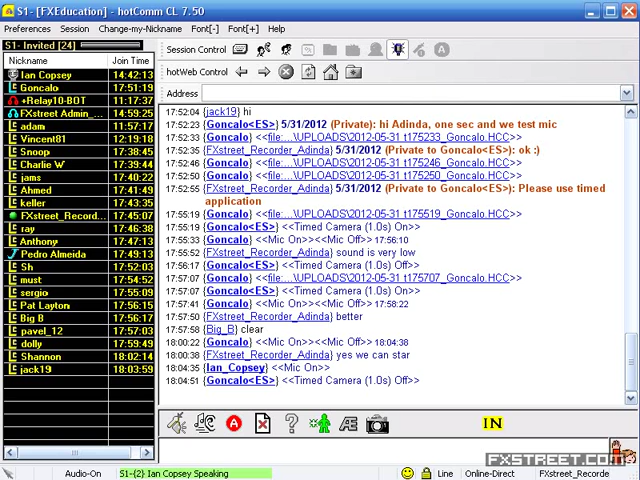 S1- [FXEducation] - hotComm CL 7.50
Preferences Session Change-my-Nickname Font[-] Font[+] Help
S1- Invited [24]
Nickname Join Time
Ian Copsey 14:42:13
Goncalo 17:51:19
+Relay10-BOT 11:17:37
FXstreet Admin_... 14:59:25
adam 11:57:17
Vincent81 12:19:18
Snoop 17:38:45
Charlie W 17:39:44
jams 17:40:22
Ahmed 17:41:49
keller 17:43:35
FXstreet_Record... 17:45:07
ray 17:46:38
Anthony 17:47:13
Pedro Almeida 17:49:13
Sh 17:52:03
must 17:54:52
sergio 17:55:09
Pat Layton 17:56:15
Big B 17:56:17
pavel_12 17:57:03
dolly 17:59:49
Shannon 18:02:14
jack19 18:03:59
Session Control
hotWeb Control
Address
17:52:04 {jack19} hi
17:52:23 {Goncalo<ES>} 5/31/2012 (Private): hi Adinda, one sec and we test mic
17:52:33 {Goncalo} <<file:...\UPLOADS\2012-05-31 t175233_Goncalo.HCC>>
17:52:35 {FXstreet_Recorder_Adinda} 5/31/2012 (Private to Goncalo<ES>): ok :)
17:52:46 {Goncalo} <<file:...\UPLOADS\2012-05-31 t175246_Goncalo.HCC>>
17:52:50 {Goncalo} <<file:...\UPLOADS\2012-05-31 t175250_Goncalo.HCC>>
17:52:55 {FXstreet_Recorder_Adinda} 5/31/2012 (Private to Goncalo<ES>): Please use timed
application
17:55:19 {Goncalo} <<file:...\UPLOADS\2012-05-31 t175519_Goncalo.HCC>>
17:55:19 {Goncalo<ES>} <<Timed Camera (1.0s) On>>
17:55:33 {Goncalo} <<Mic On>><<Mic Off>> 17:56:10
17:55:52 {FXstreet_Recorder_Adinda} sound is very low
17:56:17 {Goncalo<ES>} <<Timed Camera (1.0s) Off>>
17:57:07 {Goncalo} <<file:...\UPLOADS\2012-05-31 t175707_Goncalo.HCC>>
17:57:07 {Goncalo<ES>} <<Timed Camera (1.0s) On>>
17:57:41 {Goncalo} <<Mic On>><<Mic Off>> 17:58:22
17:57:50 {FXstreet_Recorder_Adinda} better
17:57:58 {Big_B} clear
18:00:22 {Goncalo} <<Mic On>><<Mic Off>> 18:04:38
18:00:38 {FXstreet_Recorder_Adinda} yes we can star
18:04:35 {Ian_Copsey} <<Mic On>>
18:04:51 {Goncalo<ES>} <<Timed Camera (1.0s) Off>>
IN
FXSTREET.COM
Audio-On S1-{2} Ian Copsey Speaking Line Online-Direct FXstreet_Recorde